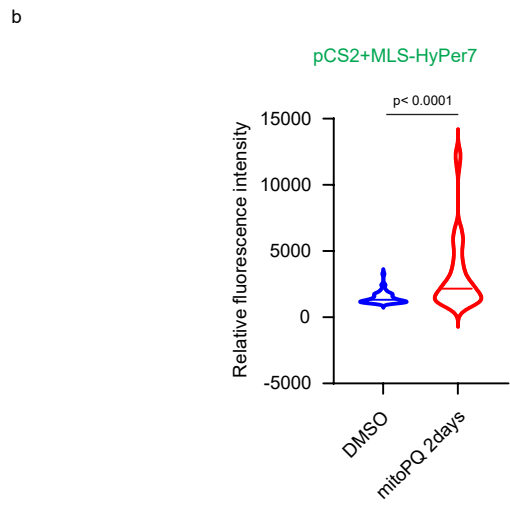 b
pCS2+MLS-HyPer7
p< 0.0001
Relative fluorescence intensity
15000
10000
5000
0
-5000
DMSO
mitoPQ 2days